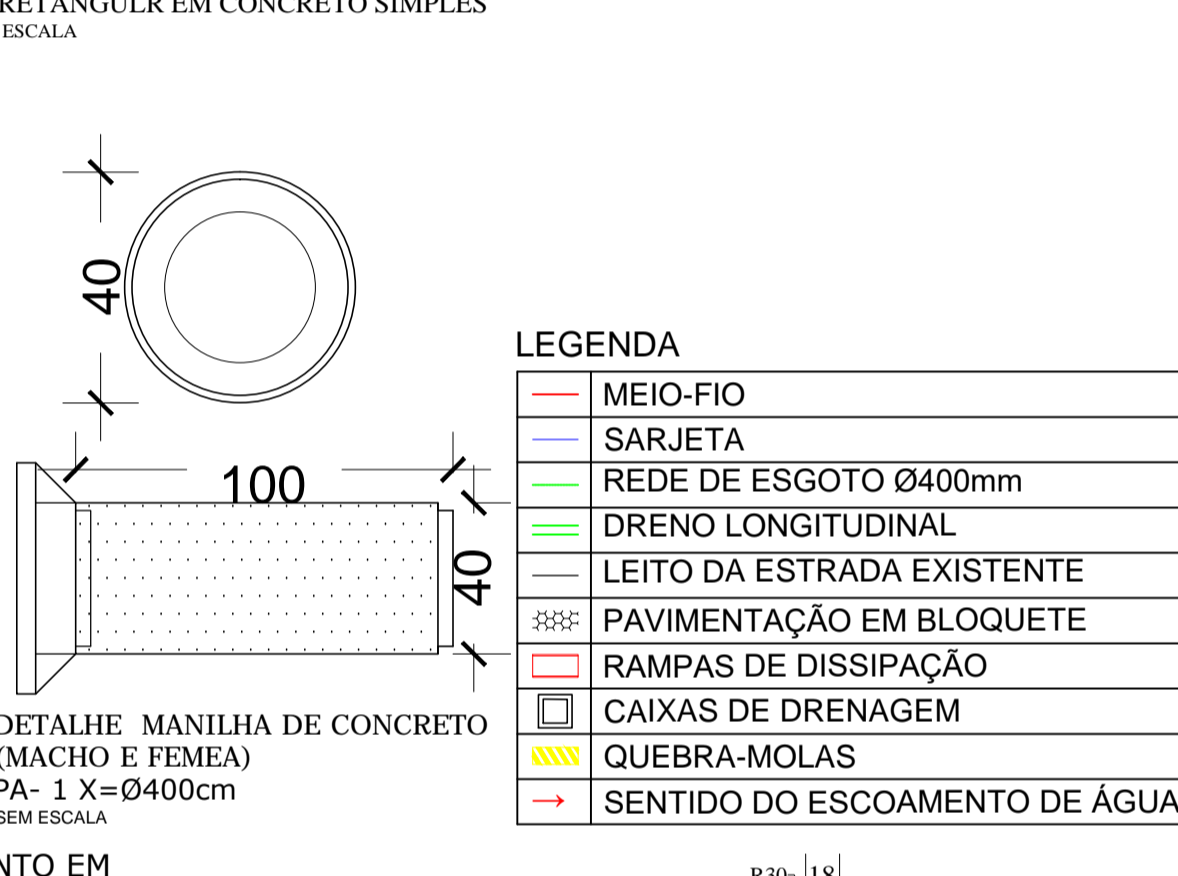 RETANGULR EM CONCRETO SIMPLES
ESCALA
40
100
40
DETALHE MANILHA DE CONCRETO
(MACHO E FEMEA)
PA- 1 X=Ø400cm
SEM ESCALA
NTO EM
LEGENDA
MEIO-FIO
SARJETA
REDE DE ESGOTO Ø400mm
DRENO LONGITUDINAL
LEITO DA ESTRADA EXISTENTE
PAVIMENTAÇÃO EM BLOQUETE
RAMPAS DE DISSIPAÇÃO
CAIXAS DE DRENAGEM
QUEBRA-MOLAS
SENTIDO DO ESCOAMENTO DE ÁGUA
18